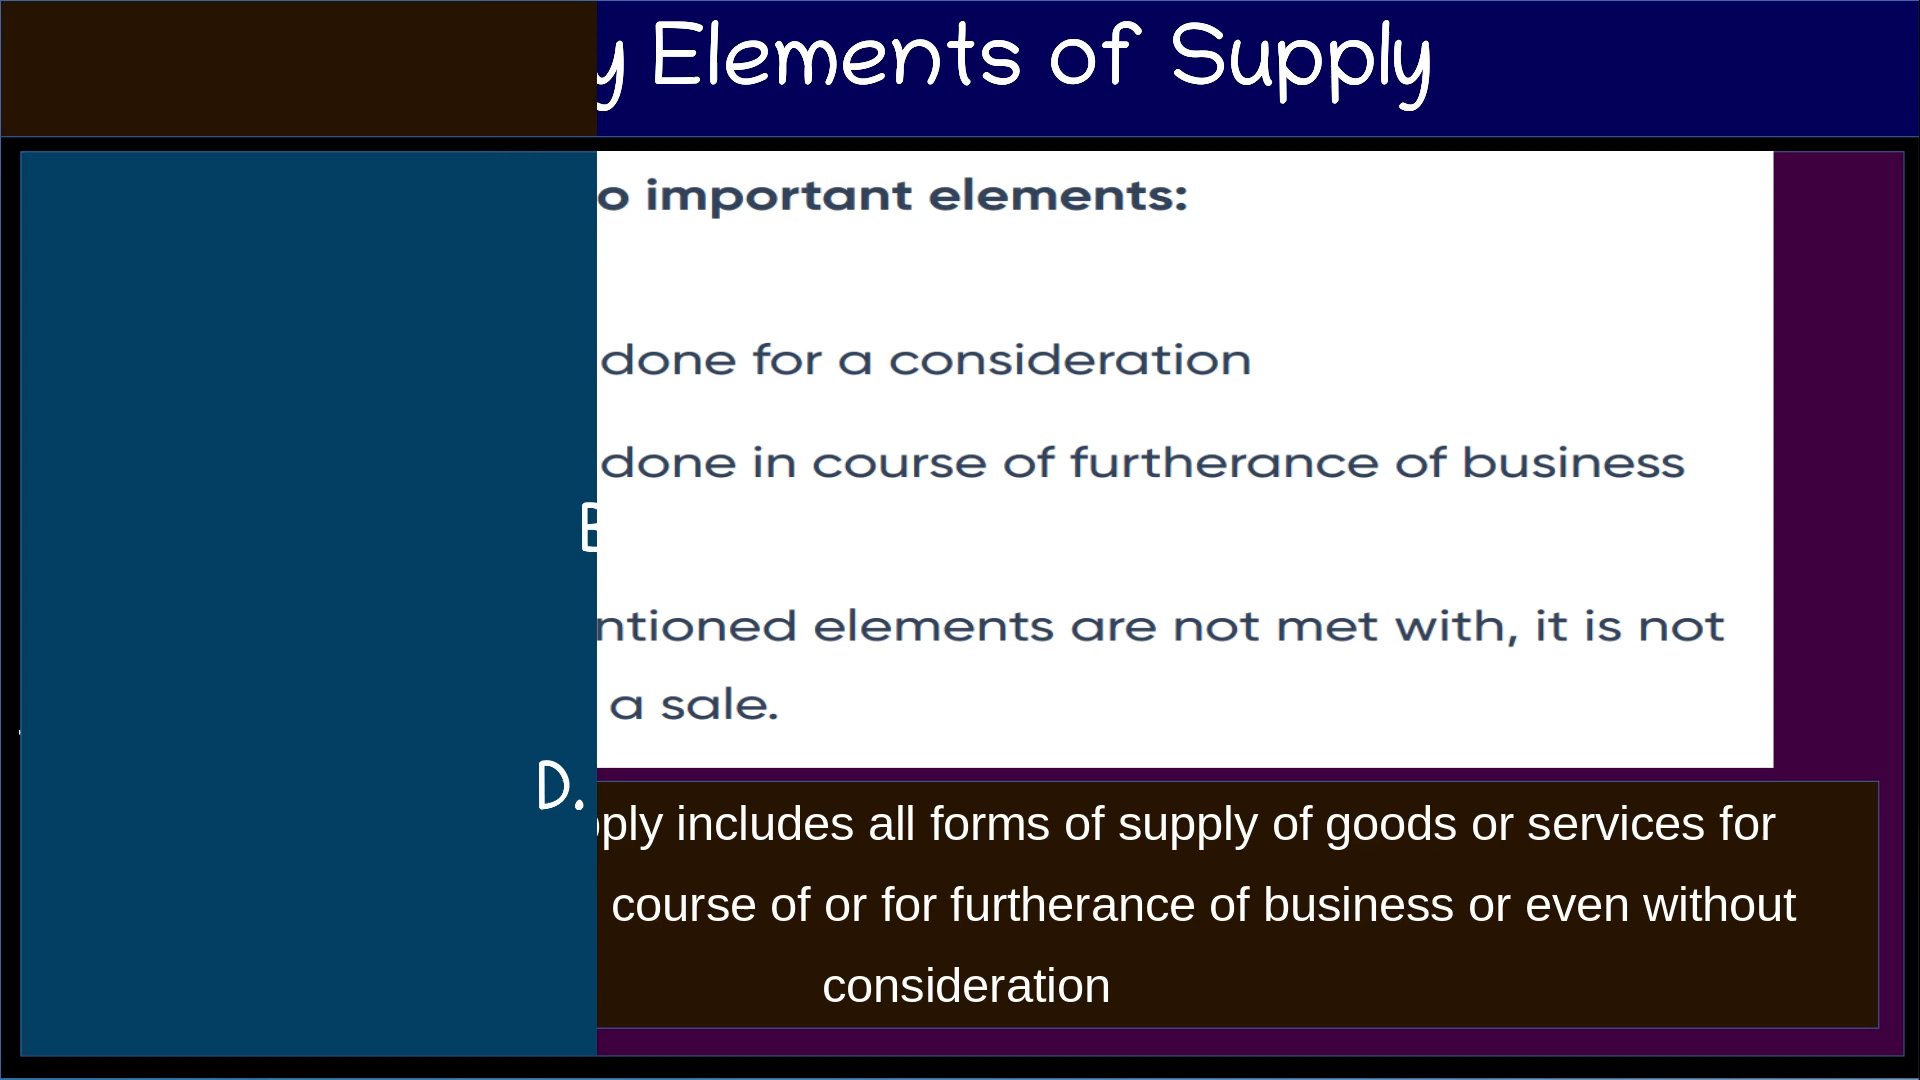 y Elements of Supply
o important elements:
done for a consideration
done in course of furtherance of business
B
ntioned elements are not met with, it is not
a sale.
D.
ply includes all forms of supply of goods or services for
course of or for furtherance of business or even without
consideration